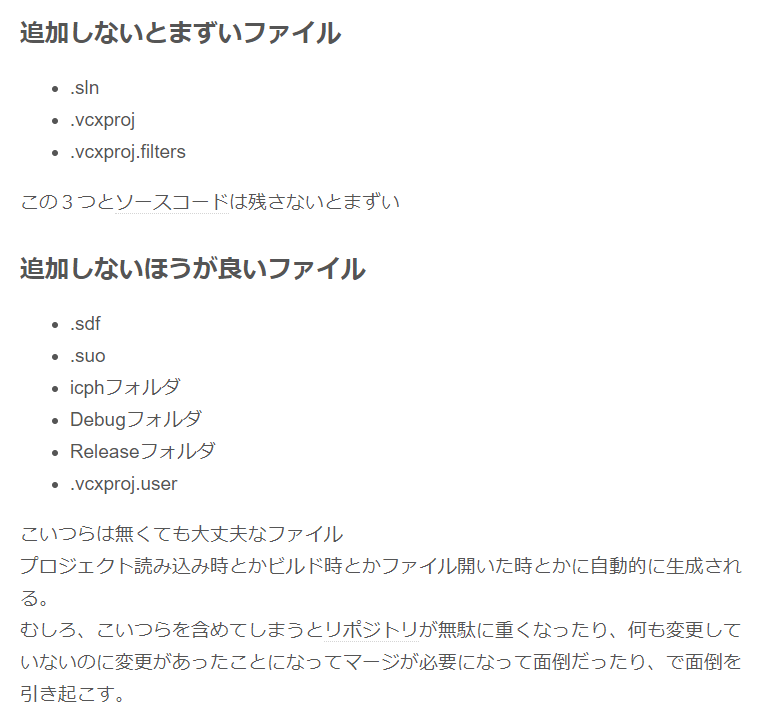 追加しないとまずいファイル
.sln
.vcxproj
.vcxproj.filters
この３つとソースコードは残さないとまずい
追加しないほうが良いファイル
.sdf
.suo
icphフォルダ
Debugフォルダ
Releaseフォルダ
.vcxproj.user
こいつらは無くても大丈夫なファイル
プロジェクト読み込み時とかビルド時とかファイル開いた時とかに自動的に生成され
る。
むしろ、こいつらを含めてしまうとリポジトリが無駄に重くなったり、何も変更して
いないのに変更があったことになってマージが必要になって面倒だったり、で面倒を
引き起こす。